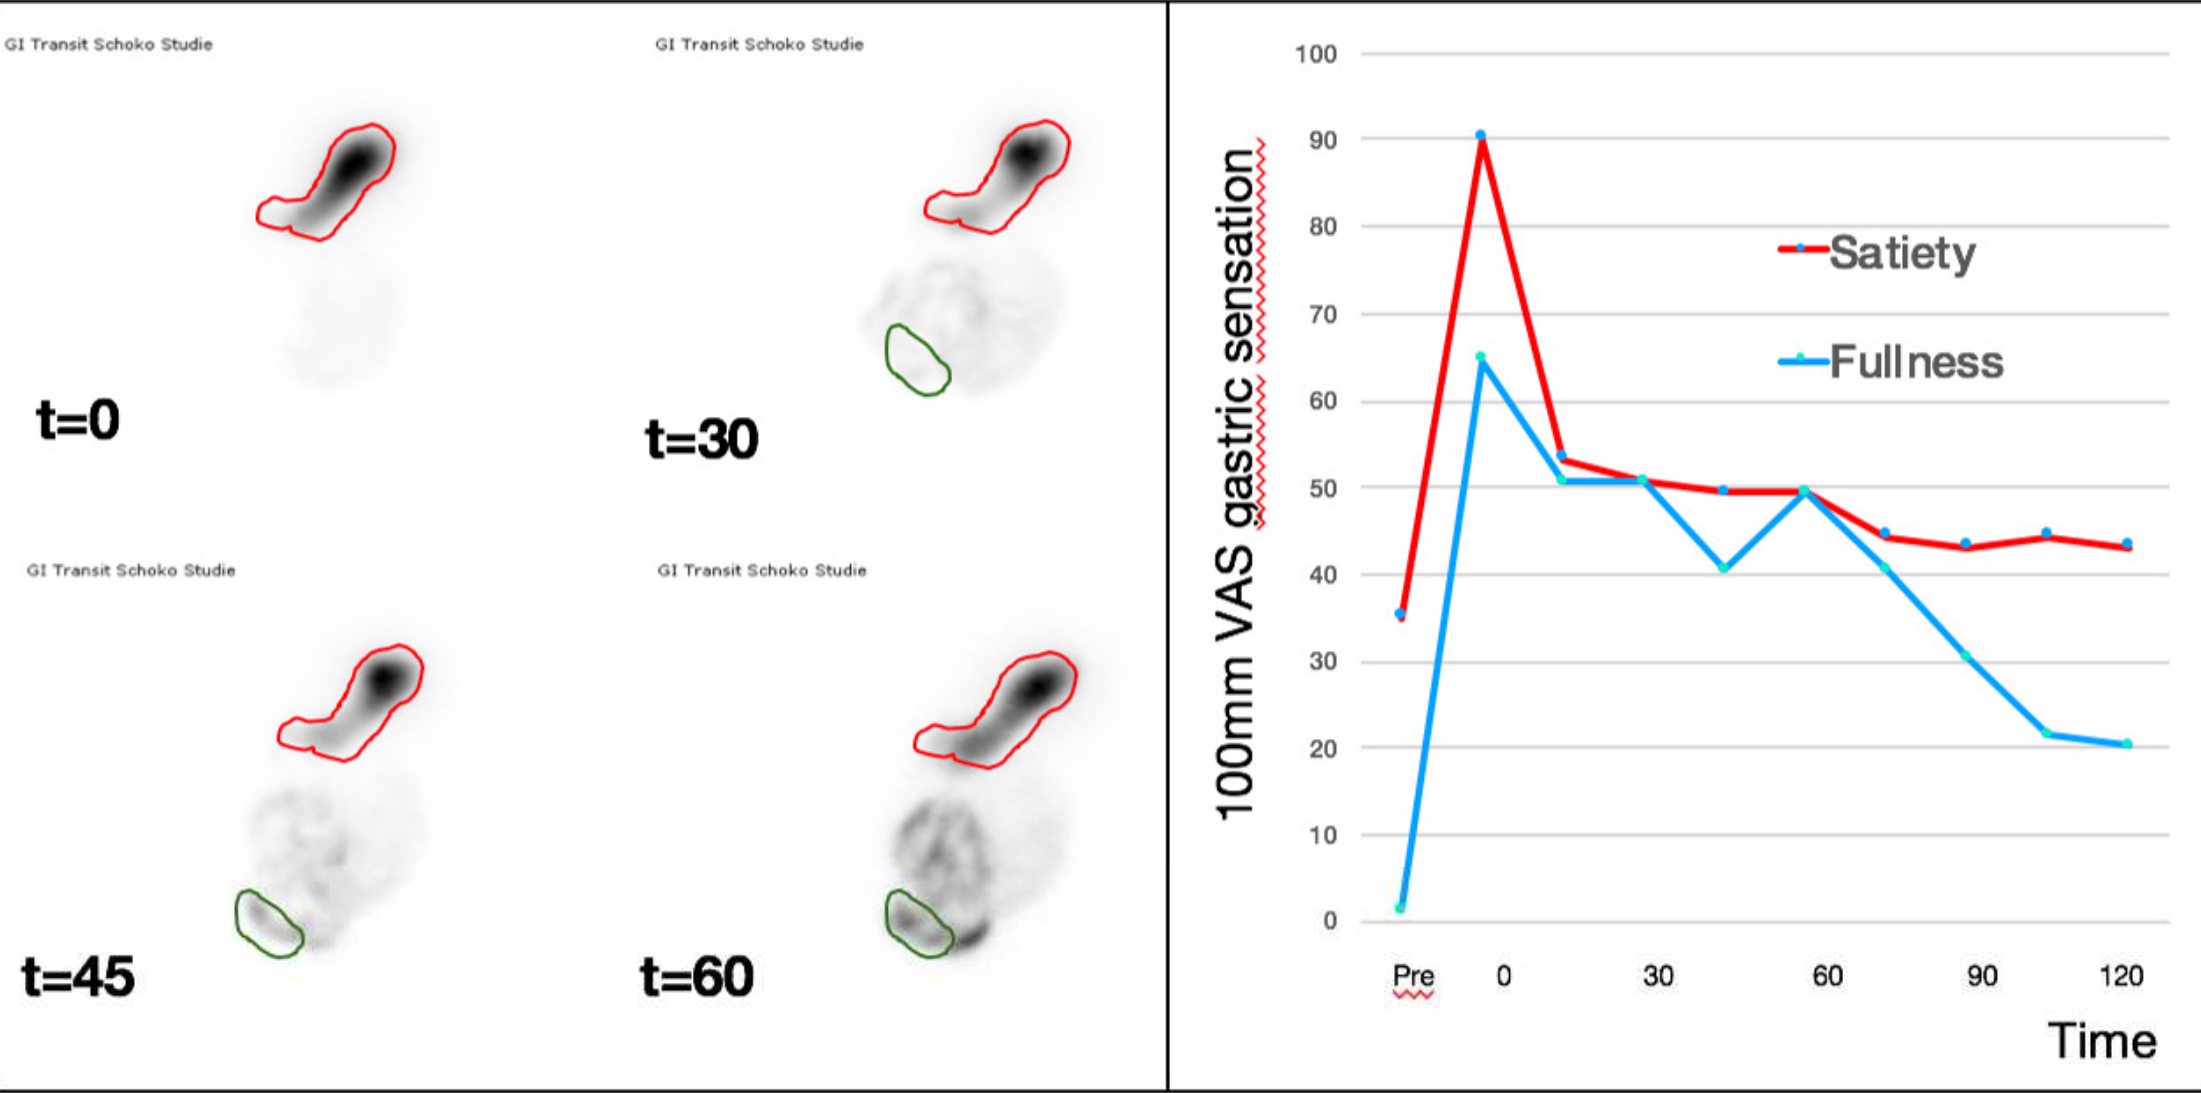 GI Transit Schoko Studie
GI Transit Schoko Studie
t=0
t=30
GI Transit Schoko Studie
GI Transit Schoko Studie
t=45
t=60
100mm VAS gastric sensation
100
90
80
70
60
50
40
30
20
10
0
Satiety
Fullness
Pre 0 30 60 90 120
Time